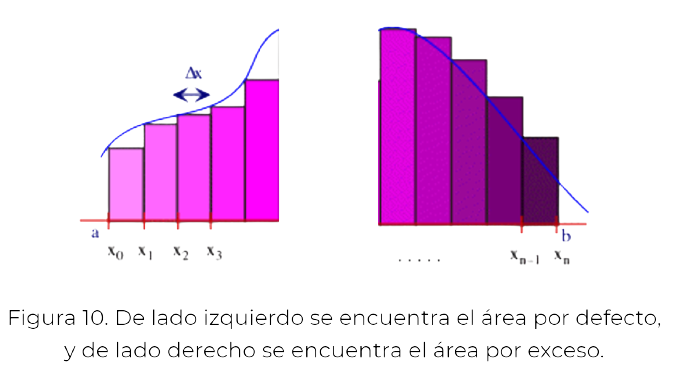 Δx
a
x₀ x₁ x₂ x₃
. . . . .
b
xₙ₋₁ xₙ
Figura 10. De lado izquierdo se encuentra el área por defecto,
y de lado derecho se encuentra el área por exceso.